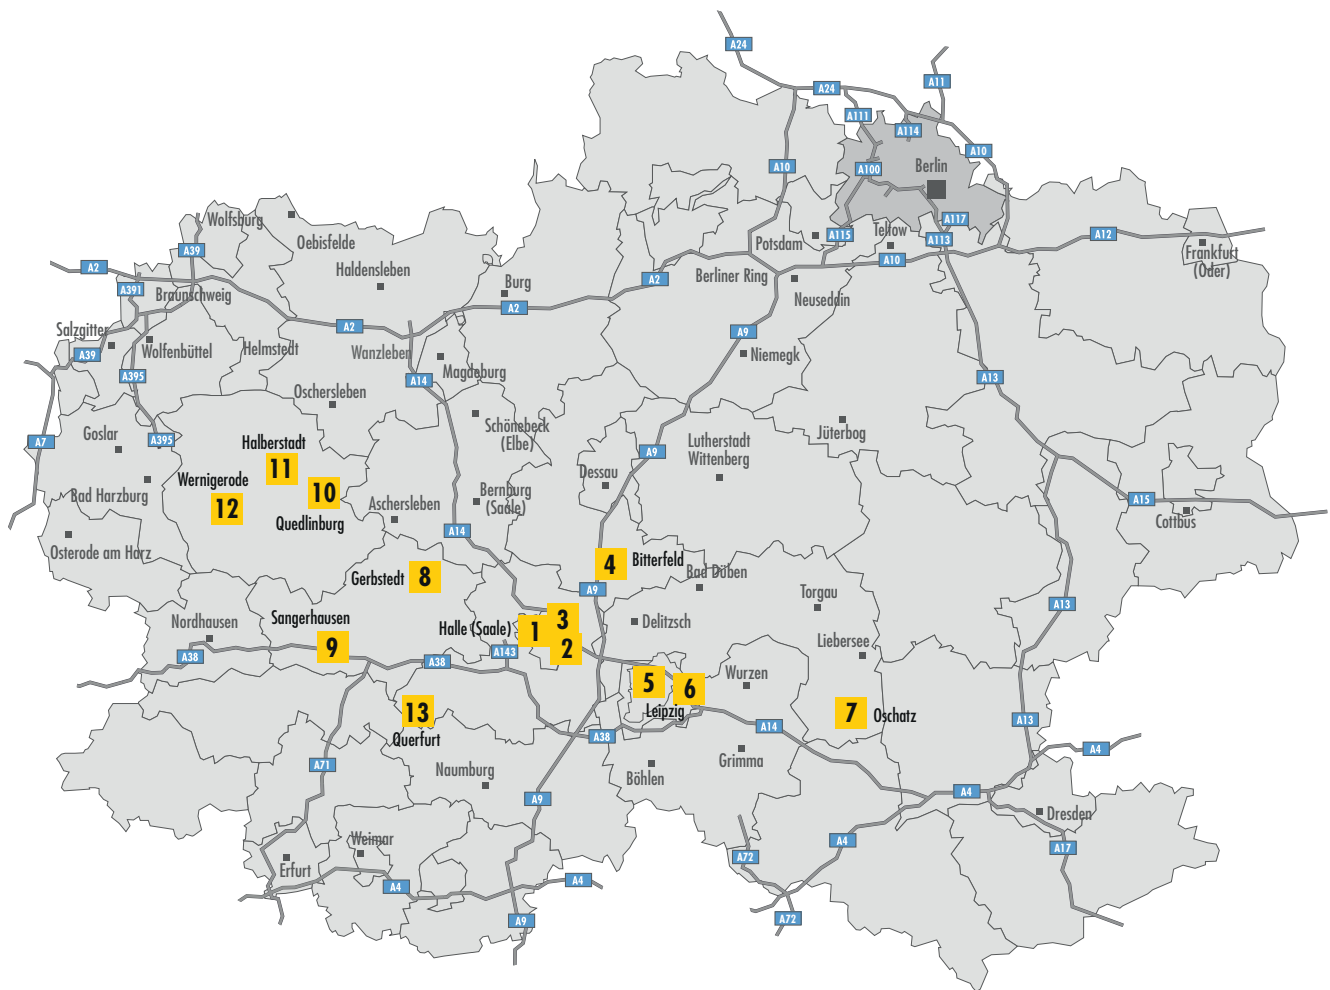 A24
A11
A24
A111
A114
A10
A10
A100
Berlin
Wolfsburg
Oebisfelde
A39
A117
Potsdam
A115
Teltow
A113
A12
Frankfurt
(Oder)
A2
Haldensleben
A10
A391
Braunschweig
Burg
A2
Berliner Ring
Neuseddin
A2
Salzgitter
A2
A9
A39
Wolfenbüttel
Helmstedt
Wanzleben
Magdeburg
Niemegk
A395
A14
A13
Oschersleben
Goslar
A395
Halberstadt
Schönebeck
(Elbe)
Jüterbog
A7
11
A9
Lutherstadt
Wittenberg
Wernigerode
10
Dessau
Bad Harzburg
12
Quedlinburg
Aschersleben
Bernburg
(Saale)
A15
Cottbus
Osterode am Harz
A14
4
Bitterfeld
Gerbstedt
8
Bad Düben
A9
Torgau
A13
Nordhausen
Sangerhausen
Halle (Saale)
3
1
2
Delitzsch
Liebersee
9
A38
A38
A143
5
6
Wurzen
Leipzig
13
Querfurt
7
Oschatz
A14
A13
A38
A4
A71
Naumburg
Böhlen
Grimma
A9
A4
Dresden
Weimar
A4
A17
A72
Erfurt
A4
A4
A9
A72